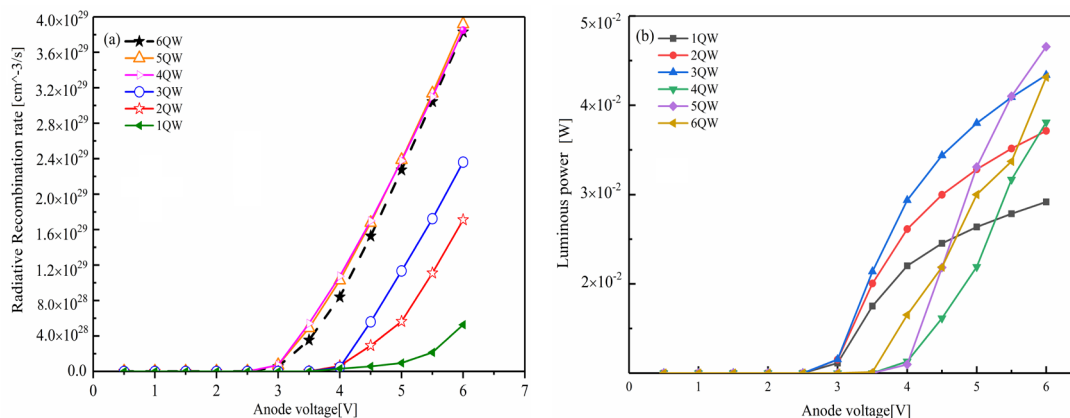 (a)
6QW
5QW
4QW
3QW
2QW
1QW
4.0×10^29
3.6×10^29
3.2×10^29
2.8×10^29
2.4×10^29
2.0×10^29
1.6×10^29
1.2×10^29
8.0×10^28
4.0×10^28
0.0
Radiative Recombination rate [cm^-3/s]
0 1 2 3 4 5 6 7
Anode voltage[V]
(b)
1QW
2QW
3QW
4QW
5QW
6QW
5×10^-2
4×10^-2
3×10^-2
2×10^-2
Luminous power [W]
0 1 2 3 4 5 6
Anode voltage[V]